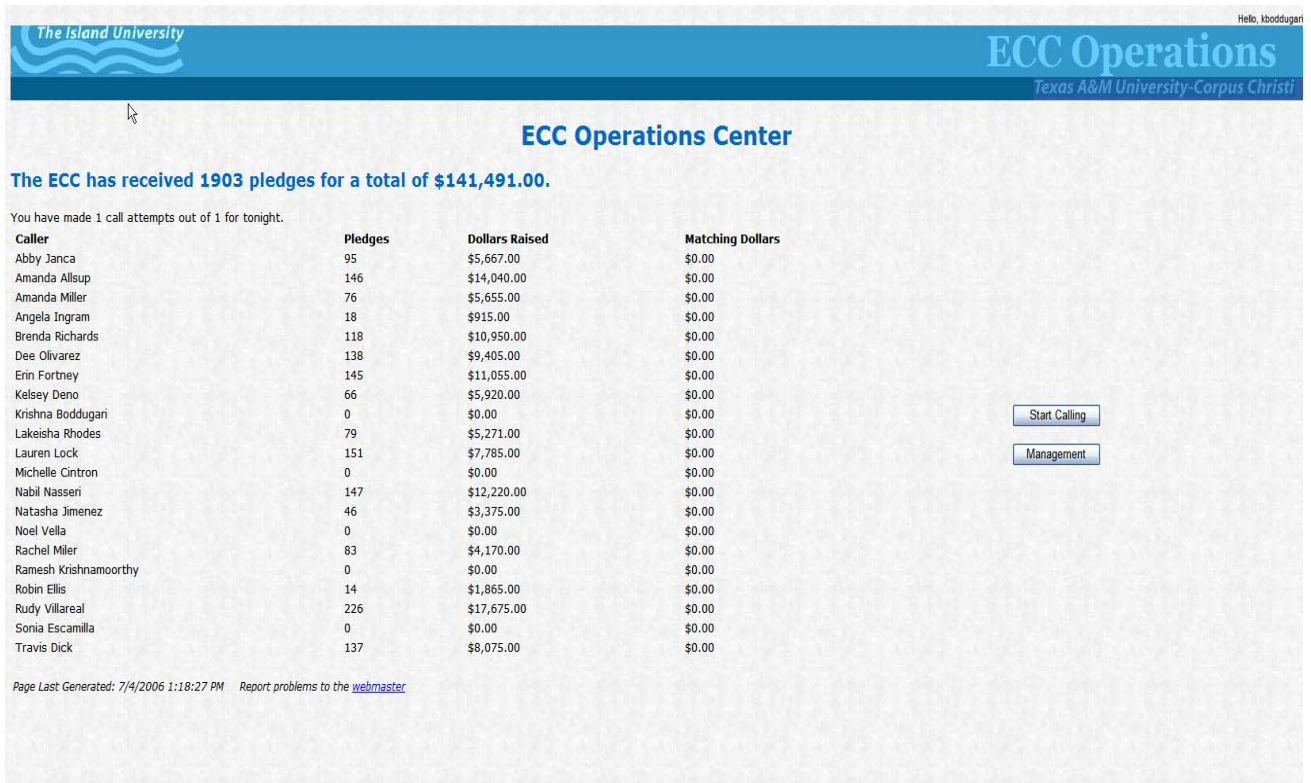 Hello, kboddugari
The Island University
ECC Operations
Texas A&M University-Corpus Christi
ECC Operations Center
The ECC has received 1903 pledges for a total of $141,491.00.
You have made 1 call attempts out of 1 for tonight.
Caller Pledges Dollars Raised Matching Dollars
Abby Janca 95 $5,667.00 $0.00
Amanda Allsup 146 $14,040.00 $0.00
Amanda Miller 76 $5,655.00 $0.00
Angela Ingram 18 $915.00 $0.00
Brenda Richards 118 $10,950.00 $0.00
Dee Olivarez 138 $9,405.00 $0.00
Erin Fortney 145 $11,055.00 $0.00
Kelsey Deno 66 $5,920.00 $0.00
Krishna Boddugari 0 $0.00 $0.00
Start Calling
Lakeisha Rhodes 79 $5,271.00 $0.00
Lauren Lock 151 $7,785.00 $0.00
Management
Michelle Cintron 0 $0.00 $0.00
Nabil Nasseri 147 $12,220.00 $0.00
Natasha Jimenez 46 $3,375.00 $0.00
Noel Vella 0 $0.00 $0.00
Rachel Miler 83 $4,170.00 $0.00
Ramesh Krishnamoorthy 0 $0.00 $0.00
Robin Ellis 14 $1,865.00 $0.00
Rudy Villareal 226 $17,675.00 $0.00
Sonia Escamilla 0 $0.00 $0.00
Travis Dick 137 $8,075.00 $0.00
Page Last Generated: 7/4/2006 1:18:27 PM Report problems to the webmaster